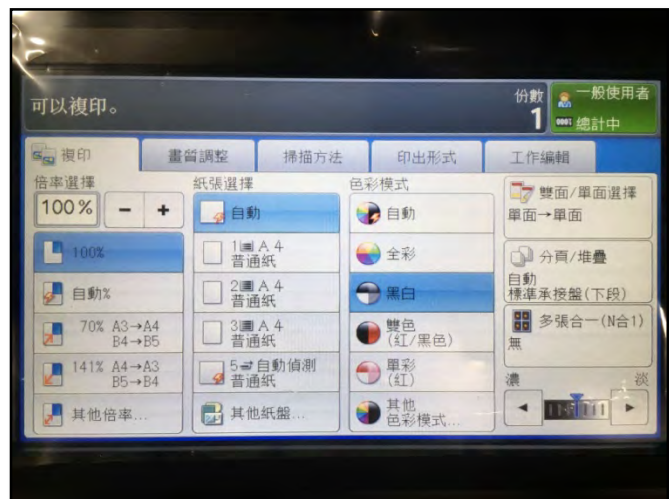 可以複印。
份數
1
一般使用者
總計中
複印
畫質調整
掃描方法
印出形式
工作編輯
倍率選擇
100%
－ ＋
100%
自動%
70% A3→A4
B4→B5
141% A4→A3
B5→B4
其他倍率...
紙張選擇
自動
1 A4
普通紙
2 A4
普通紙
3 A4
普通紙
5 自動偵測
普通紙
其他紙盤...
色彩模式
自動
全彩
黑白
雙色
(紅/黑色)
單彩
(紅)
其他
色彩模式...
雙面/單面選擇
單面→單面
分頁/堆疊
自動
標準承接盤(下段)
多張合一(N合1)
無
濃 淡